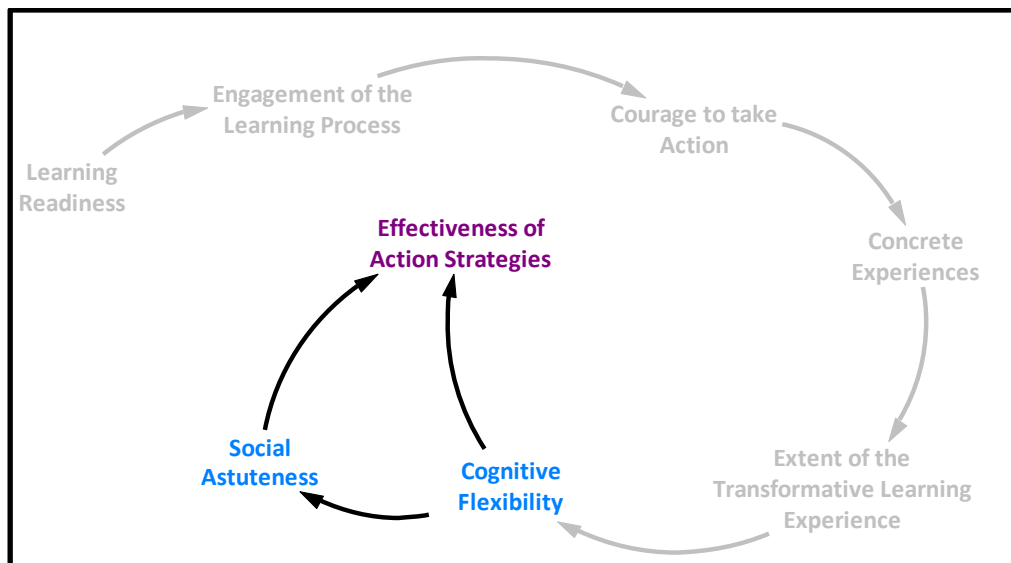 Engagement of the
Learning Process
Courage to take
Action
Learning
Readiness
Effectiveness of
Action Strategies
Concrete
Experiences
Social
Astuteness
Cognitive
Flexibility
Extent of the
Transformative Learning
Experience